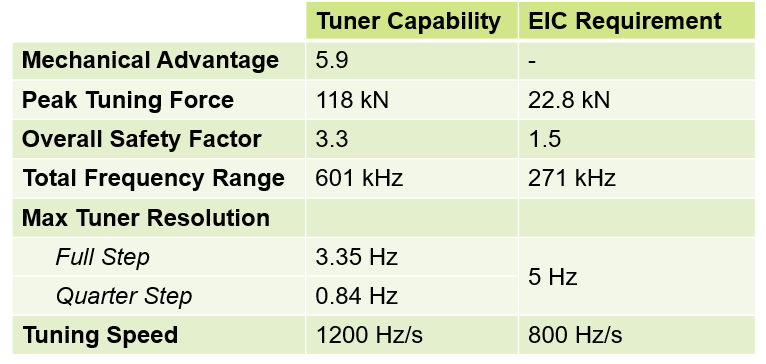 Tuner Capability EIC Requirement
Mechanical Advantage 5.9 -
Peak Tuning Force 118 kN 22.8 kN
Overall Safety Factor 3.3 1.5
Total Frequency Range 601 kHz 271 kHz
Max Tuner Resolution
Full Step 3.35 Hz
5 Hz
Quarter Step 0.84 Hz
Tuning Speed 1200 Hz/s 800 Hz/s